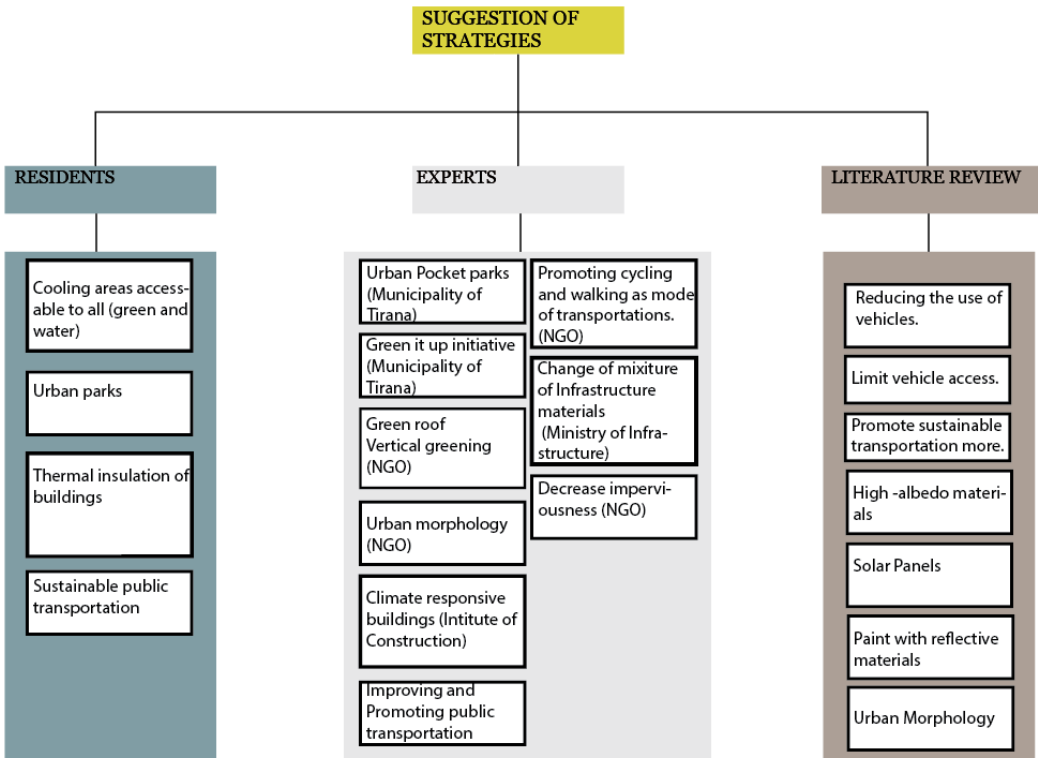 SUGGESTION OF
STRATEGIES
RESIDENTS
EXPERTS
LITERATURE REVIEW
Cooling areas access-
able to all (green and
water)
Urban parks
Thermal insulation of
buildings
Sustainable public
transportation
Urban Pocket parks
(Municipality of
Tirana)
Green it up initiative
(Municipality of
Tirana)
Green roof
Vertical greening
(NGO)
Urban morphology
(NGO)
Climate responsive
buildings (Intitute of
Construction)
Improving and
Promoting public
transportation
Promoting cycling
and walking as mode
of transportations.
(NGO)
Change of mixiture
of Infrastructure
materials
(Ministry of Infra-
structure)
Decrease impervi-
ousness (NGO)
Reducing the use of
vehicles.
Limit vehicle access.
Promote sustainable
transportation more.
High -albedo materi-
als
Solar Panels
Paint with reflective
materials
Urban Morphology